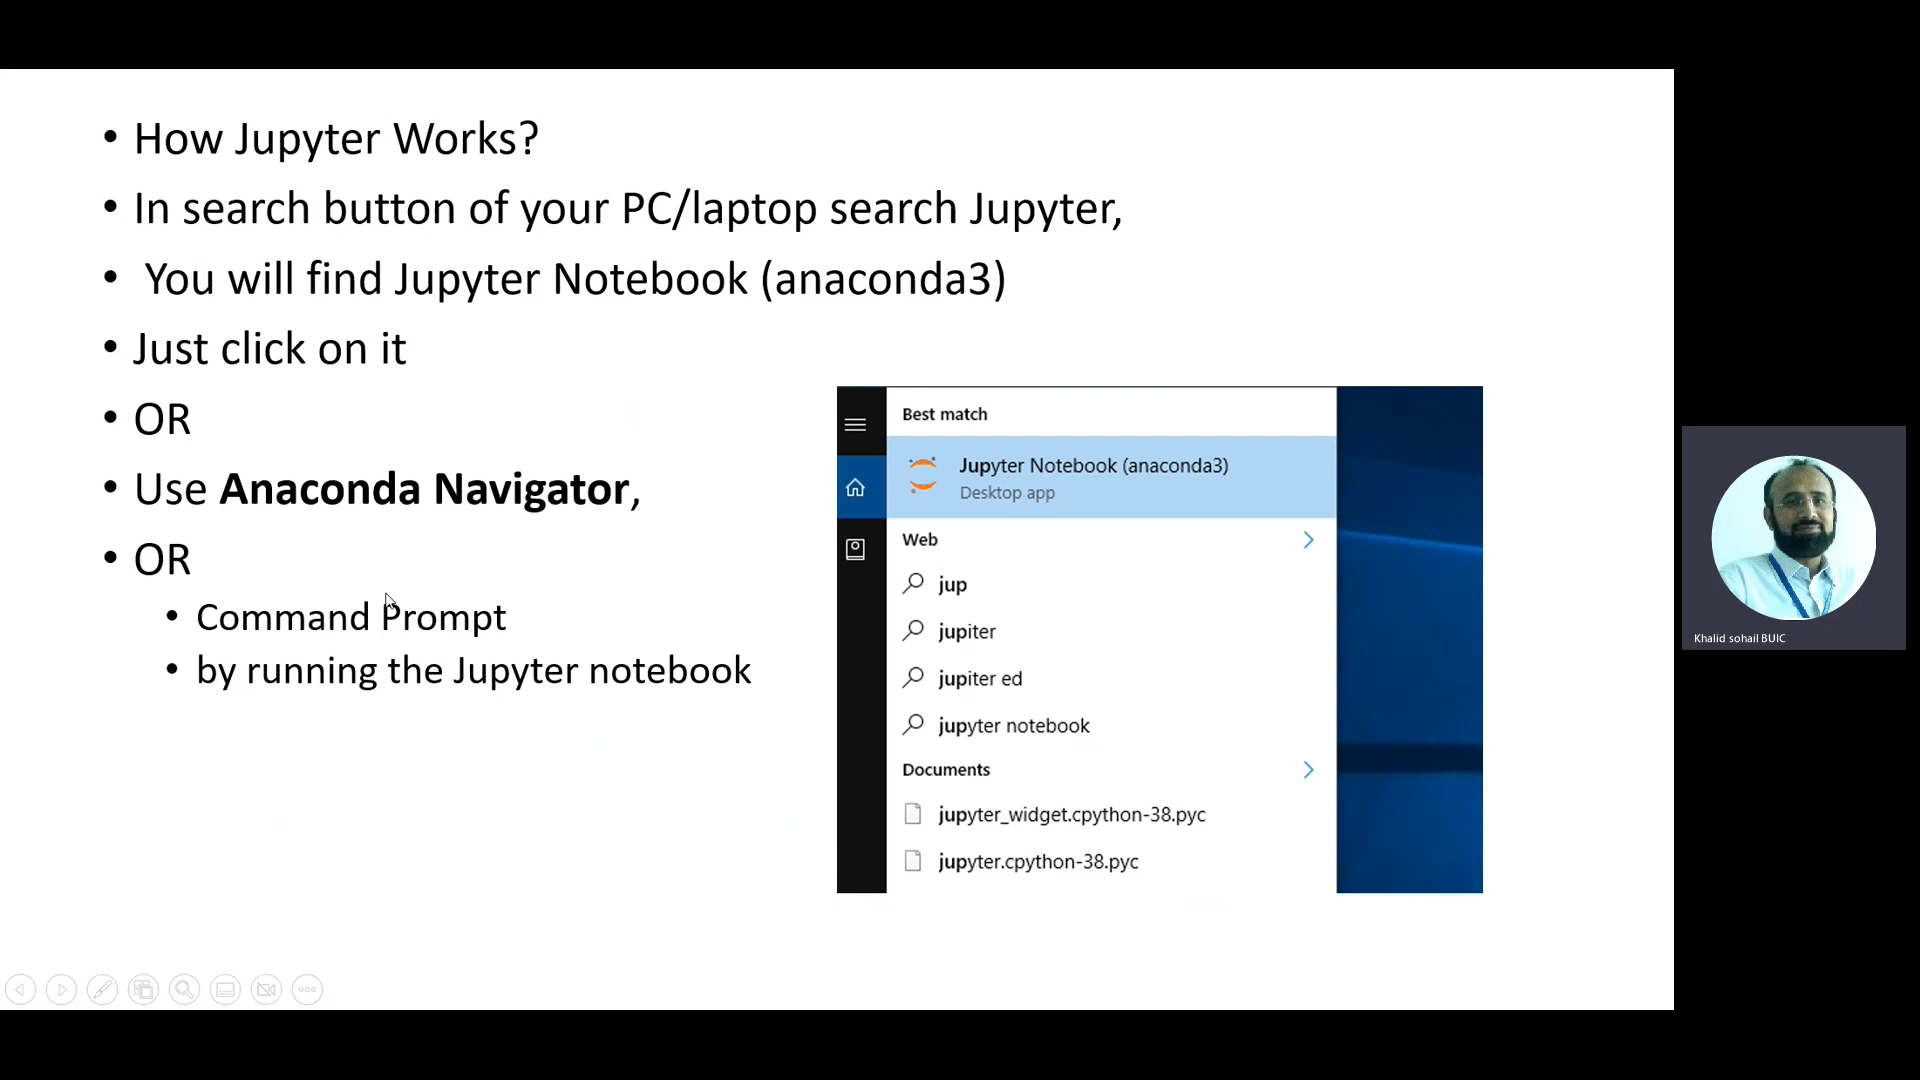 • How Jupyter Works?
• In search button of your PC/laptop search Jupyter,
• You will find Jupyter Notebook (anaconda3)
• Just click on it
• OR
• Use Anaconda Navigator,
• OR
• Command Prompt
• by running the Jupyter notebook
Best match
Jupyter Notebook (anaconda3)
Desktop app
Web
jup
jupiter
jupiter ed
jupyter notebook
Documents
jupyter_widget.cpython-38.pyc
jupyter.cpython-38.pyc
Khalid sohail BUIC